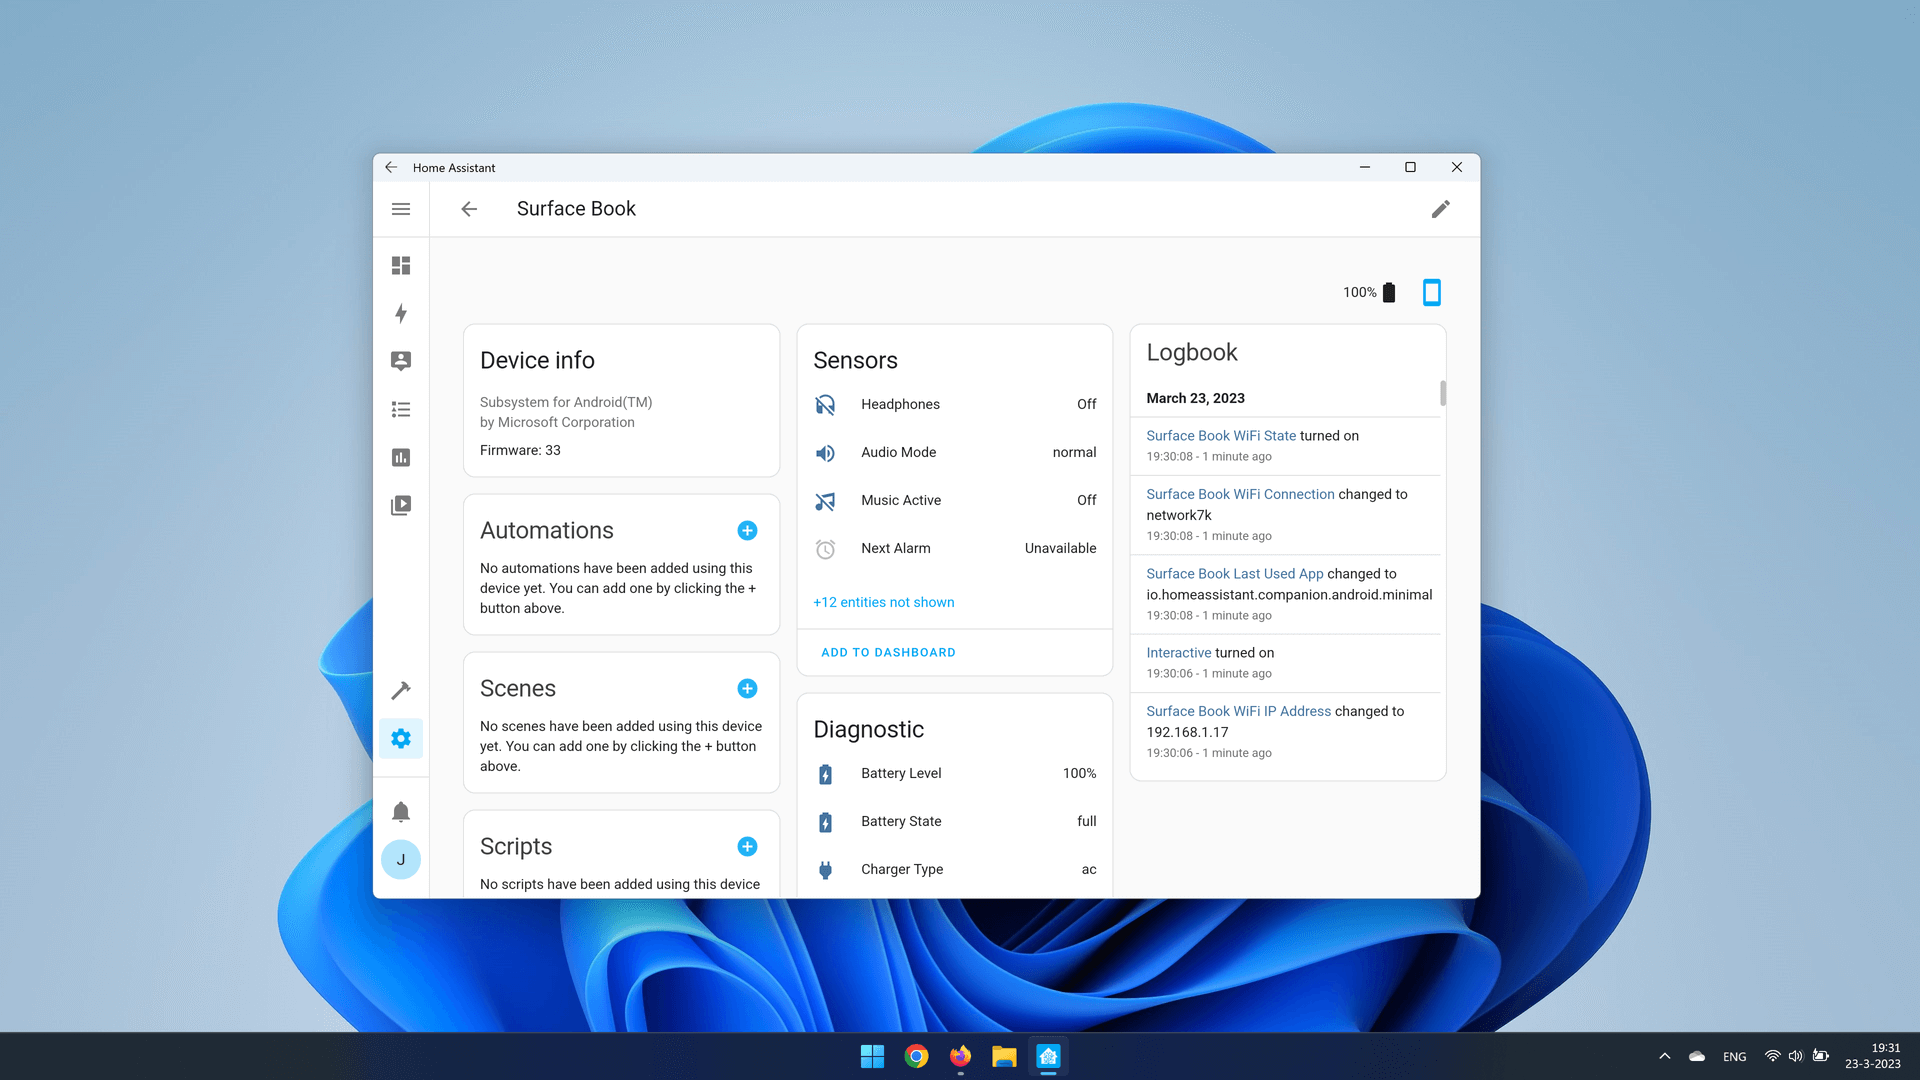 Home Assistant
Surface Book
100%
Device info
Subsystem for Android(TM)
by Microsoft Corporation
Firmware: 33
Automations
No automations have been added using this
device yet. You can add one by clicking the +
button above.
Scenes
No scenes have been added using this device
yet. You can add one by clicking the + button
above.
Scripts
No scripts have been added using this device
Sensors
Headphones Off
Audio Mode normal
Music Active Off
Next Alarm Unavailable
+12 entities not shown
ADD TO DASHBOARD
Diagnostic
Battery Level 100%
Battery State full
Charger Type ac
Logbook
March 23, 2023
Surface Book WiFi State turned on
19:30:08 - 1 minute ago
Surface Book WiFi Connection changed to
network7k
19:30:08 - 1 minute ago
Surface Book Last Used App changed to
io.homeassistant.companion.android.minimal
19:30:08 - 1 minute ago
Interactive turned on
19:30:06 - 1 minute ago
Surface Book WiFi IP Address changed to
192.168.1.17
19:30:06 - 1 minute ago
J
ENG
19:31
23-3-2023